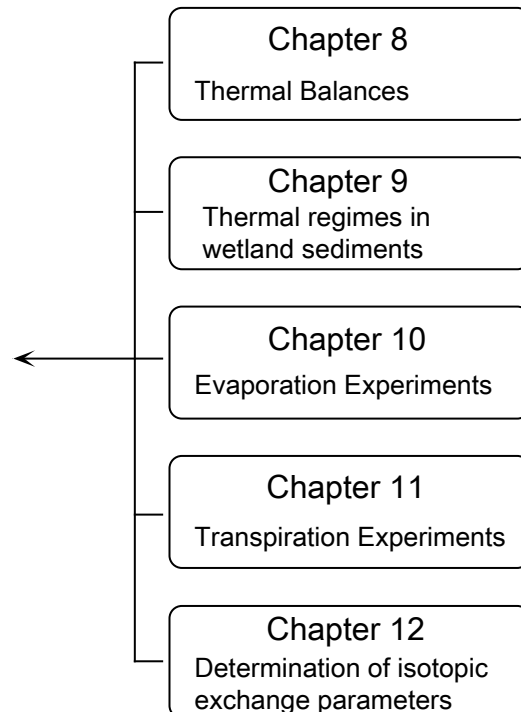 Chapter 8
Thermal Balances
Chapter 9
Thermal regimes in
wetland sediments
Chapter 10
Evaporation Experiments
Chapter 11
Transpiration Experiments
Chapter 12
Determination of isotopic
exchange parameters